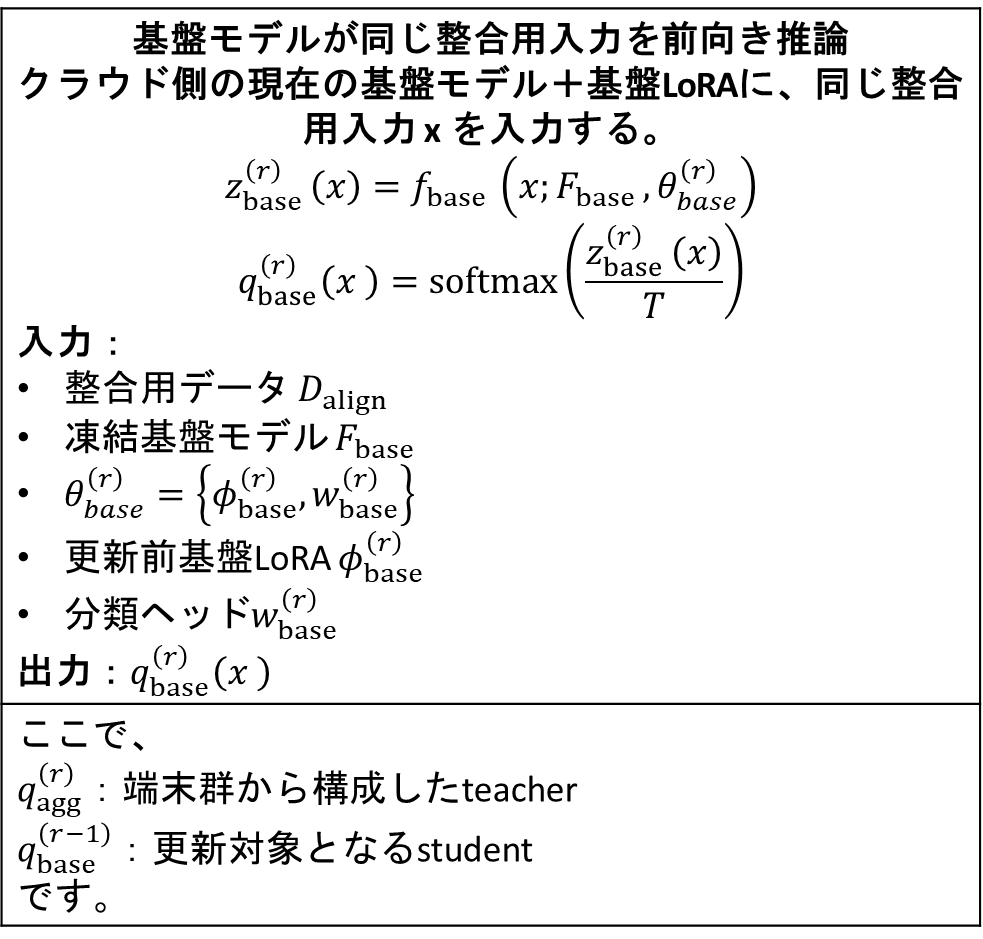 基盤モデルが同じ整合用入力を前向き推論
クラウド側の現在の基盤モデル＋基盤LoRAに、同じ整合
用入力 x を入力する。
$z_{\text{base}}^{(r)}(x) = f_{\text{base}}\left(x; F_{\text{base}}, \theta_{base}^{(r)}\right)$
$q_{\text{base}}^{(r)}(x) = \text{softmax}\left(\frac{z_{\text{base}}^{(r)}(x)}{T}\right)$
入力：
• 整合用データ $D_{\text{align}}$
• 凍結基盤モデル $F_{\text{base}}$
• $\theta_{base}^{(r)} = \left\{\phi_{\text{base}}^{(r)}, w_{\text{base}}^{(r)}\right\}$
• 更新前基盤LoRA $\phi_{\text{base}}^{(r)}$
• 分類ヘッド$w_{\text{base}}^{(r)}$
出力：$q_{\text{base}}^{(r)}(x)$
ここで、
$q_{\text{agg}}^{(r)}$：端末群から構成したteacher
$q_{\text{base}}^{(r-1)}$：更新対象となるstudent
です。